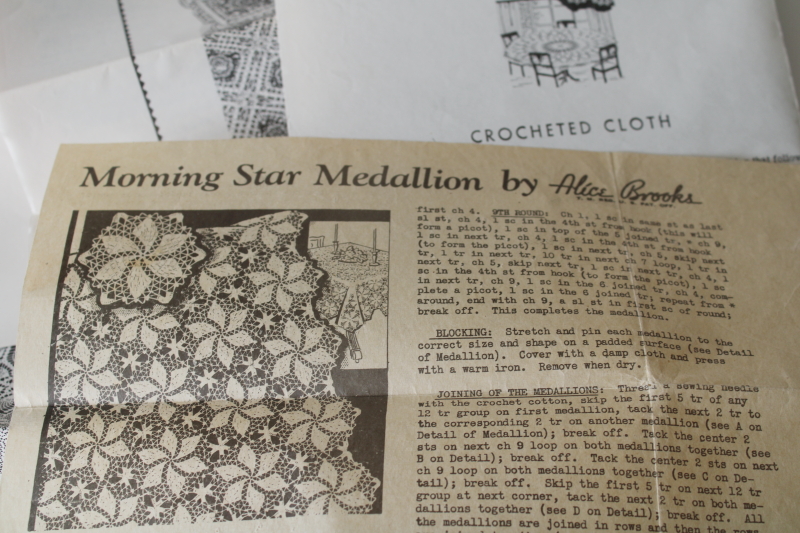 CROCHETED CLOTH
Morning Star Medallion by Alice Brooks
first ch 4. 9TH ROUND: Ch 1, 1 sc in same st as last
sl st, ch 4, 1 sc in the 4th st from hook (this will
form a picot), 1 sc in top of the 6 joined tr, * ch 9,
1 sc in next tr, ch 4, 1 sc in the 4th st from hook
(to form the picot), 1 sc in next tr, ch 5, skip next
tr, 1 tr in next tr, 10 tr in next ch 7 loop, 1 tr in
next tr, ch 5, skip next tr, 1 sc in next tr, ch 4, 1
sc in the 4th st from hook (to form the picot), 1 sc
in next tr, ch 9, 1 sc in the 6 joined tr, ch 4, com-
plete a picot, 1 sc in the 6 joined tr; repeat from *
around, end with ch 9, a sl st in first sc of round;
break off. This completes the medallion.
BLOCKING: Stretch and pin each medallion to the
correct size and shape on a padded surface (see Detail
of Medallion). Cover with a damp cloth and press
with a warm iron. Remove when dry.
JOINING OF THE MEDALLIONS: Thread a sewing needle
with the crochet cotton, skip the first 5 tr of any
12 tr group on first medallion, tack the next 2 tr to
the corresponding 2 tr on another medallion (see A on
Detail of Medallion); break off. Tack the center 2
sts on next ch 9 loop on both medallions together (see
B on Detail); break off. Tack the center 2 sts on next
ch 9 loop on both medallions together (see C on De-
tail); break off. Skip the first 5 tr on next 12 tr
group at next corner, tack the next 2 tr on both me-
dallions together (see D on Detail); break off. All
the medallions are joined in rows and then the rows